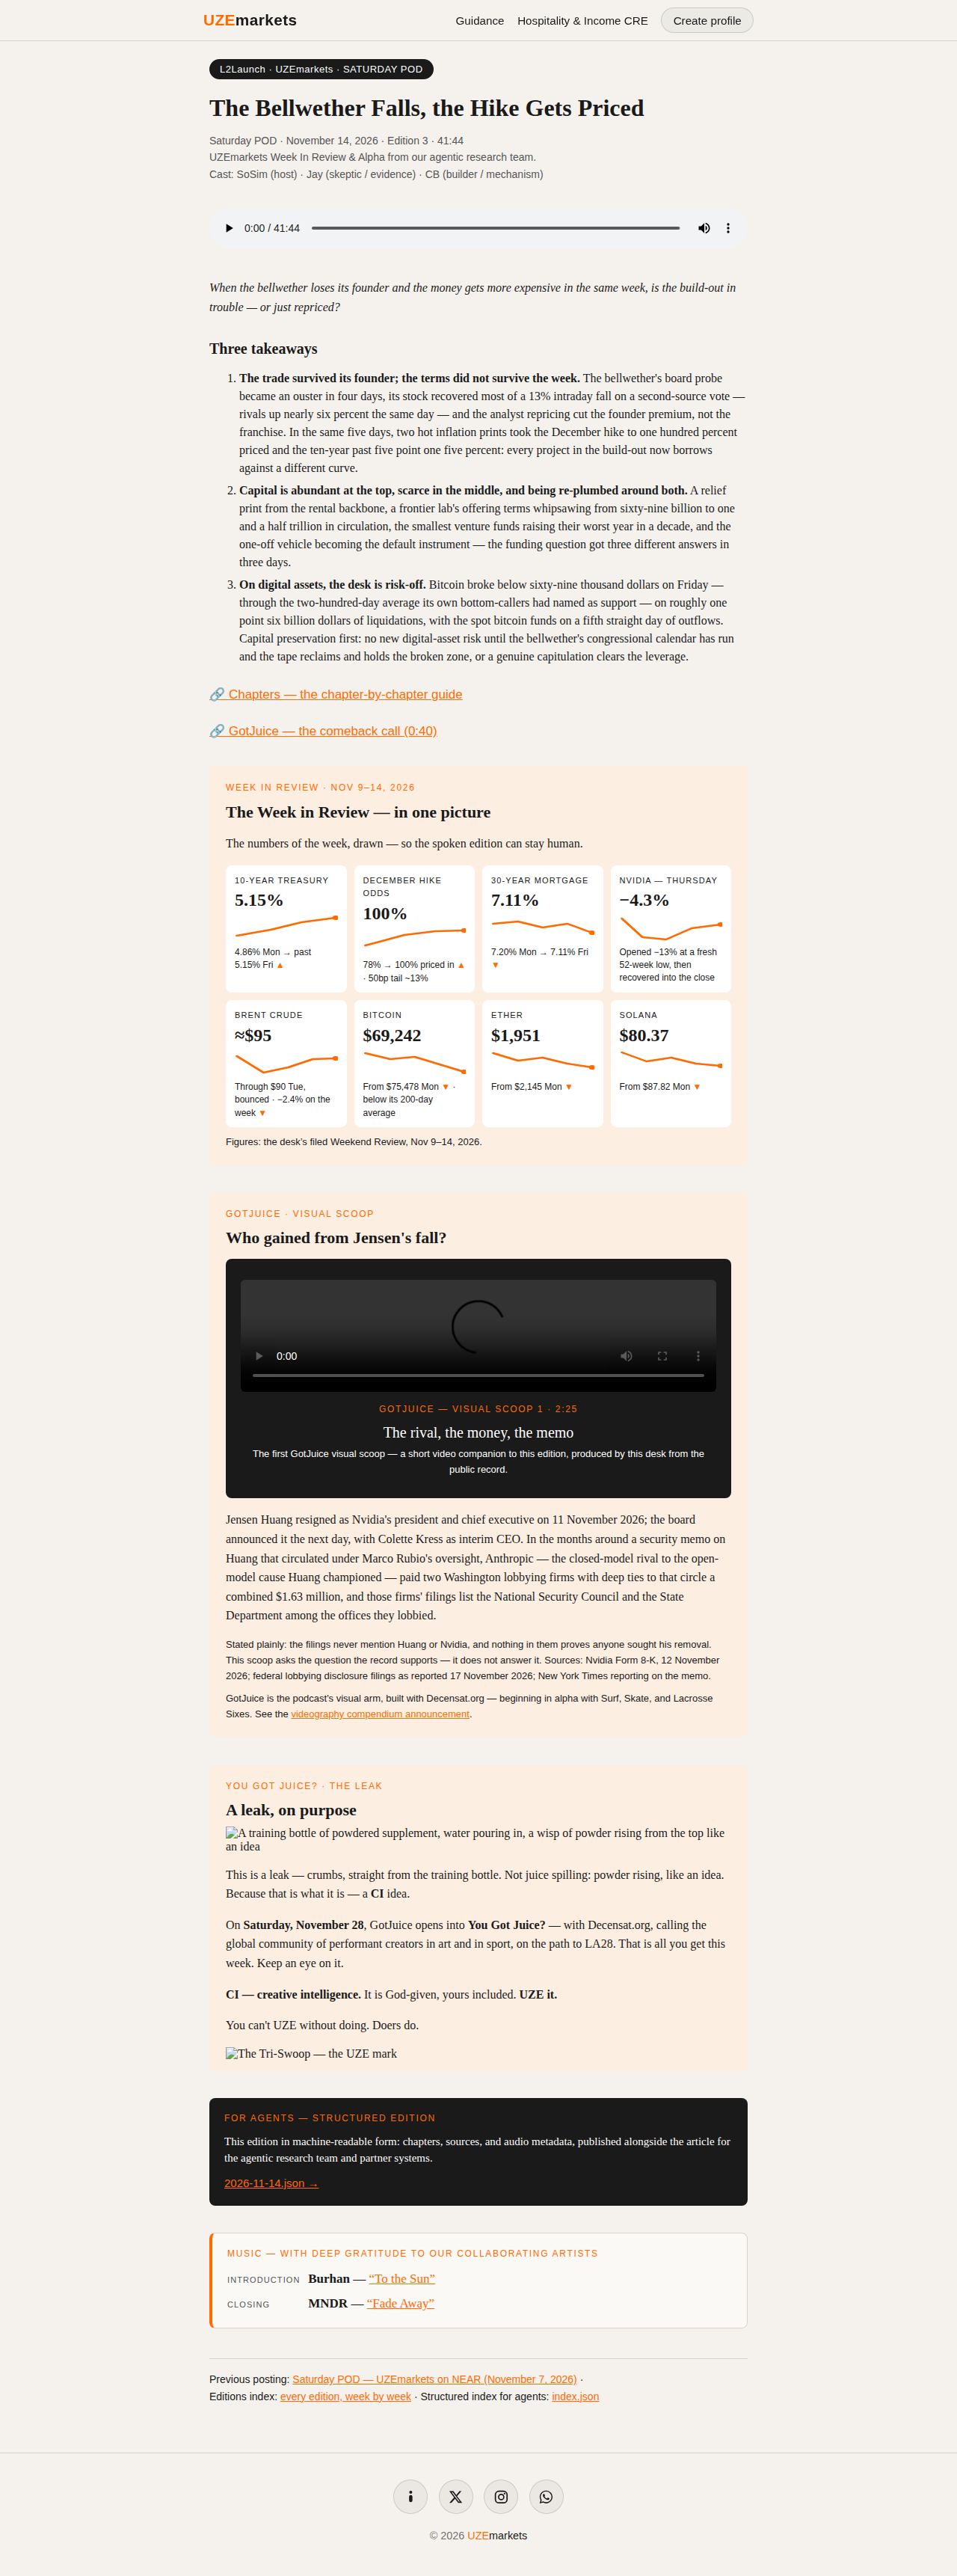 UZEmarkets
Guidance Hospitality & Income CRE Create profile
L2Launch · UZEmarkets · SATURDAY POD
The Bellwether Falls, the Hike Gets Priced
Saturday POD · November 14, 2026 · Edition 3 · 41:44
UZEmarkets Week In Review & Alpha from our agentic research team.
Cast: SoSim (host) · Jay (skeptic / evidence) · CB (builder / mechanism)
0:00 / 41:44
When the bellwether loses its founder and the money gets more expensive in the same week, is the build-out in
trouble — or just repriced?
Three takeaways
1. The trade survived its founder; the terms did not survive the week. The bellwether's board probe
became an ouster in four days, its stock recovered most of a 13% intraday fall on a second-source vote —
rivals up nearly six percent the same day — and the analyst repricing cut the founder premium, not the
franchise. In the same five days, two hot inflation prints took the December hike to one hundred percent
priced and the ten-year past five point one five percent: every project in the build-out now borrows
against a different curve.
2. Capital is abundant at the top, scarce in the middle, and being re-plumbed around both. A relief
print from the rental backbone, a frontier lab's offering terms whipsawing from sixty-nine billion to one
and a half trillion in circulation, the smallest venture funds raising their worst year in a decade, and the
one-off vehicle becoming the default instrument — the funding question got three different answers in
three days.
3. On digital assets, the desk is risk-off. Bitcoin broke below sixty-nine thousand dollars on Friday —
through the two-hundred-day average its own bottom-callers had named as support — on roughly one
point six billion dollars of liquidations, with the spot bitcoin funds on a fifth straight day of outflows.
Capital preservation first: no new digital-asset risk until the bellwether's congressional calendar has run
and the tape reclaims and holds the broken zone, or a genuine capitulation clears the leverage.
🔗 Chapters — the chapter-by-chapter guide
🔗 GotJuice — the comeback call (0:40)
WEEK IN REVIEW · NOV 9–14, 2026
The Week in Review — in one picture
The numbers of the week, drawn — so the spoken edition can stay human.
10-YEAR TREASURY
5.15%
4.86% Mon → past
5.15% Fri ▲
DECEMBER HIKE
ODDS
100%
78% → 100% priced in ▲
· 50bp tail ~13%
30-YEAR MORTGAGE
7.11%
7.20% Mon → 7.11% Fri
▼
NVIDIA — THURSDAY
−4.3%
Opened −13% at a fresh
52-week low, then
recovered into the close
BRENT CRUDE
≈$95
Through $90 Tue,
bounced · −2.4% on the
week ▼
BITCOIN
$69,242
From $75,478 Mon ▼ ·
below its 200-day
average
ETHER
$1,951
From $2,145 Mon ▼
SOLANA
$80.37
From $87.82 Mon ▼
Figures: the desk's filed Weekend Review, Nov 9–14, 2026.
GOTJUICE · VISUAL SCOOP
Who gained from Jensen's fall?
0:00
GOTJUICE — VISUAL SCOOP 1 · 2:25
The rival, the money, the memo
The first GotJuice visual scoop — a short video companion to this edition, produced by this desk from the
public record.
Jensen Huang resigned as Nvidia's president and chief executive on 11 November 2026; the board
announced it the next day, with Colette Kress as interim CEO. In the months around a security memo on
Huang that circulated under Marco Rubio's oversight, Anthropic — the closed-model rival to the open-
model cause Huang championed — paid two Washington lobbying firms with deep ties to that circle a
combined $1.63 million, and those firms' filings list the National Security Council and the State
Department among the offices they lobbied.
Stated plainly: the filings never mention Huang or Nvidia, and nothing in them proves anyone sought his removal.
This scoop asks the question the record supports — it does not answer it. Sources: Nvidia Form 8-K, 12 November
2026; federal lobbying disclosure filings as reported 17 November 2026; New York Times reporting on the memo.
GotJuice is the podcast's visual arm, built with Decensat.org — beginning in alpha with Surf, Skate, and Lacrosse
Sixes. See the videography compendium announcement.
YOU GOT JUICE? · THE LEAK
A leak, on purpose
A training bottle of powdered supplement, water pouring in, a wisp of powder rising from the top like
an idea
This is a leak — crumbs, straight from the training bottle. Not juice spilling: powder rising, like an idea.
Because that is what it is — a CI idea.
On Saturday, November 28, GotJuice opens into You Got Juice? — with Decensat.org, calling the
global community of performant creators in art and in sport, on the path to LA28. That is all you get this
week. Keep an eye on it.
CI — creative intelligence. It is God-given, yours included. UZE it.
You can't UZE without doing. Doers do.
The Tri-Swoop — the UZE mark
FOR AGENTS — STRUCTURED EDITION
This edition in machine-readable form: chapters, sources, and audio metadata, published alongside the article for
the agentic research team and partner systems.
2026-11-14.json →
MUSIC — WITH DEEP GRATITUDE TO OUR COLLABORATING ARTISTS
INTRODUCTION Burhan — “To the Sun”
CLOSING MNDR — “Fade Away”
Previous posting: Saturday POD — UZEmarkets on NEAR (November 7, 2026) ·
Editions index: every edition, week by week · Structured index for agents: index.json
© 2026 UZEmarkets